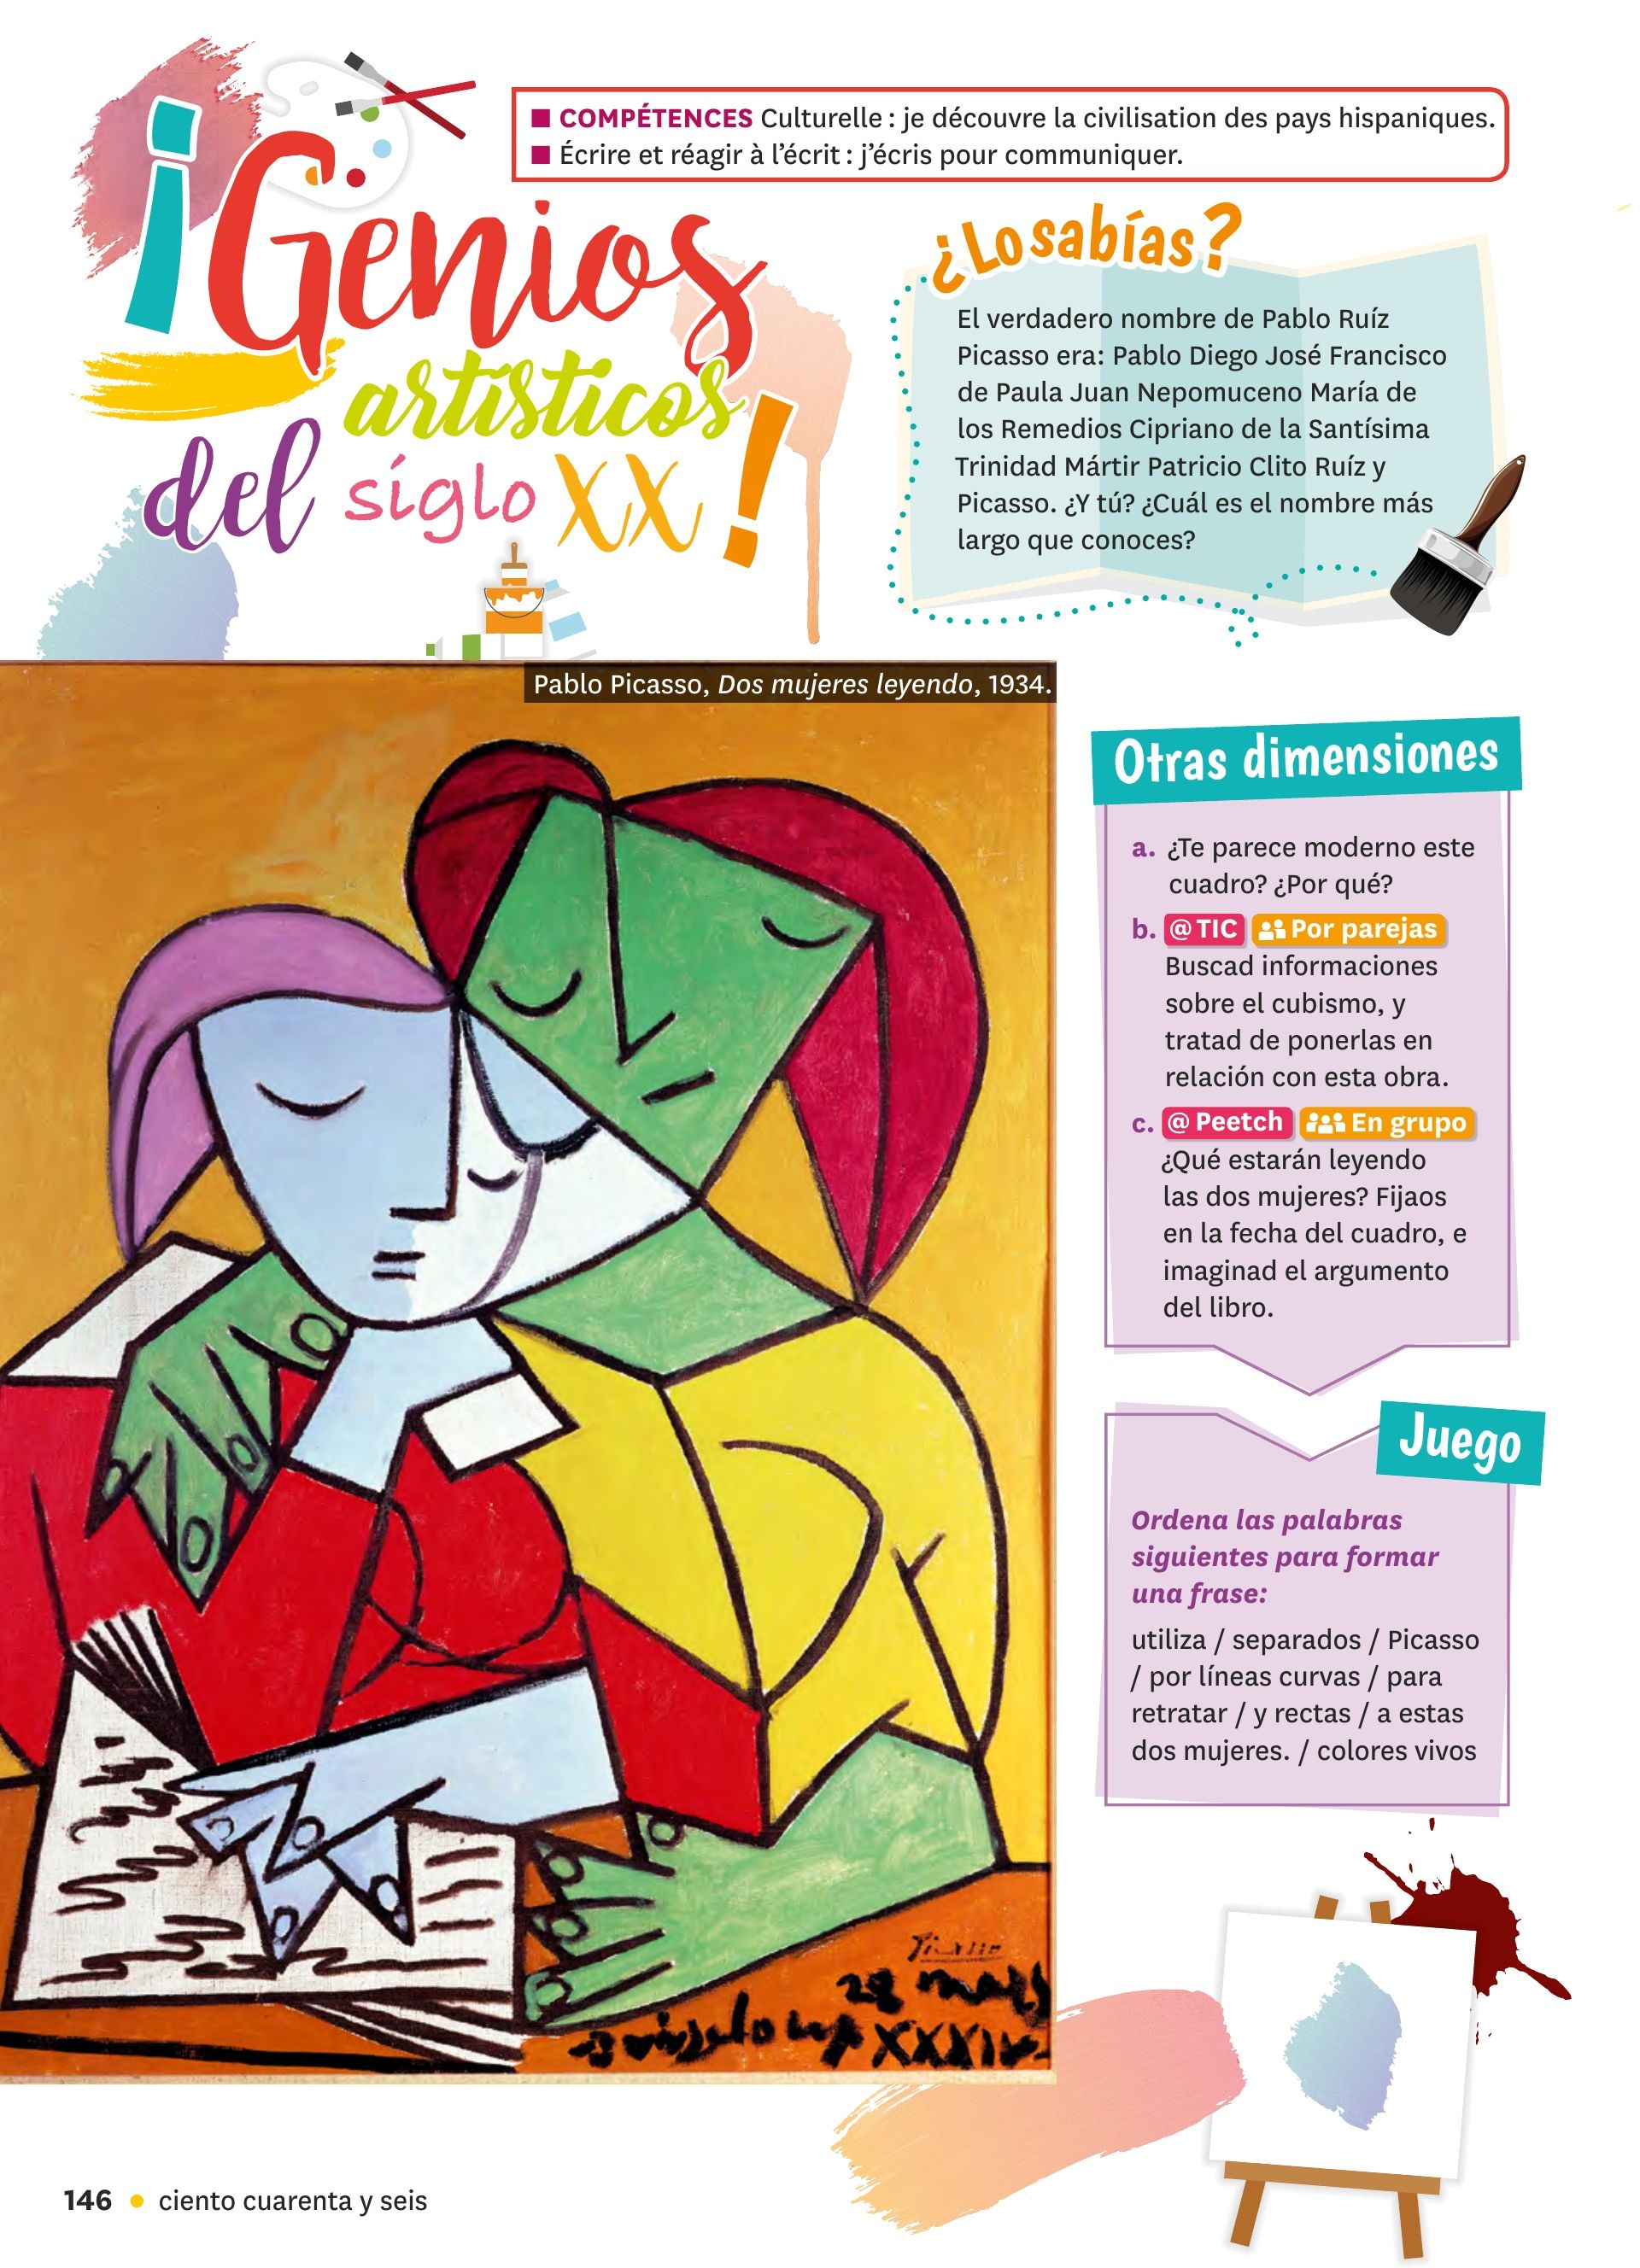 ■ COMPÉTENCES Culturelle : je découvre la civilisation des pays hispaniques.
■ Écrire et réagir à l'écrit : j'écris pour communiquer.
¡Genios
artísticos
del siglo XX!
¿Lo sabías?
El verdadero nombre de Pablo Ruíz
Picasso era: Pablo Diego José Francisco
de Paula Juan Nepomuceno María de
los Remedios Cipriano de la Santísima
Trinidad Mártir Patricio Clito Ruíz y
Picasso. ¿Y tú? ¿Cuál es el nombre más
largo que conoces?
Pablo Picasso, Dos mujeres leyendo, 1934.
Picasso
28 mars
XXXIV
Otras dimensiones
a. ¿Te parece moderno este
cuadro? ¿Por qué?
b. @ TIC Por parejas
Buscad informaciones
sobre el cubismo, y
tratad de ponerlas en
relación con esta obra.
c. @ Peetch En grupo
¿Qué estarán leyendo
las dos mujeres? Fijaos
en la fecha del cuadro, e
imaginad el argumento
del libro.
Juego
Ordena las palabras
siguientes para formar
una frase:
utiliza / separados / Picasso
/ por líneas curvas / para
retratar / y rectas / a estas
dos mujeres. / colores vivos
146 • ciento cuarenta y seis